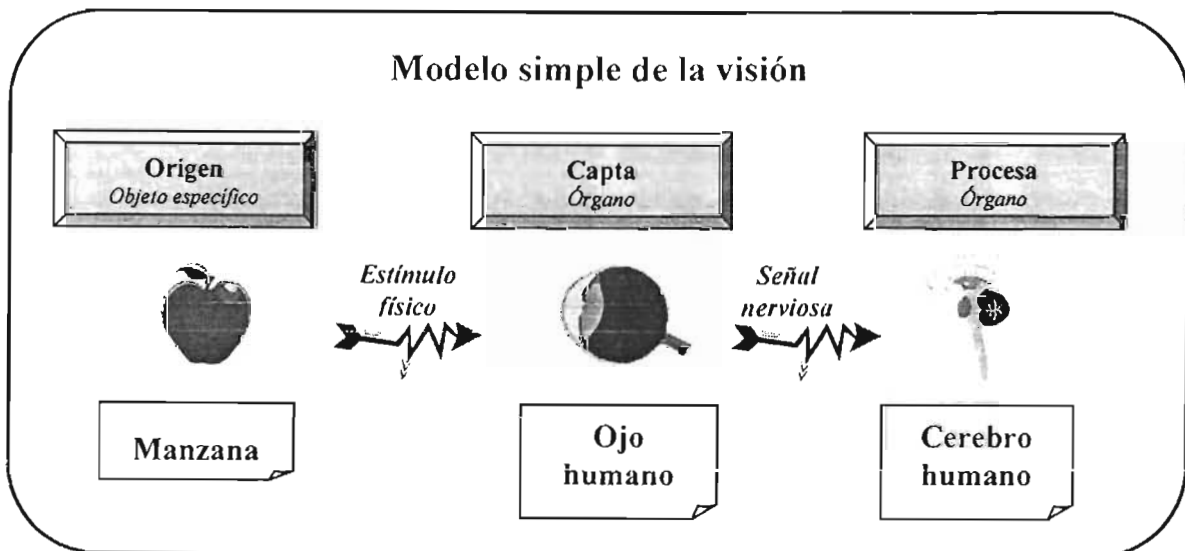 Modelo simple de la visión
Origen
Objeto específico
Capta
Órgano
Procesa
Órgano
Estímulo
físico
Señal
nerviosa
Manzana
Ojo
humano
Cerebro
humano